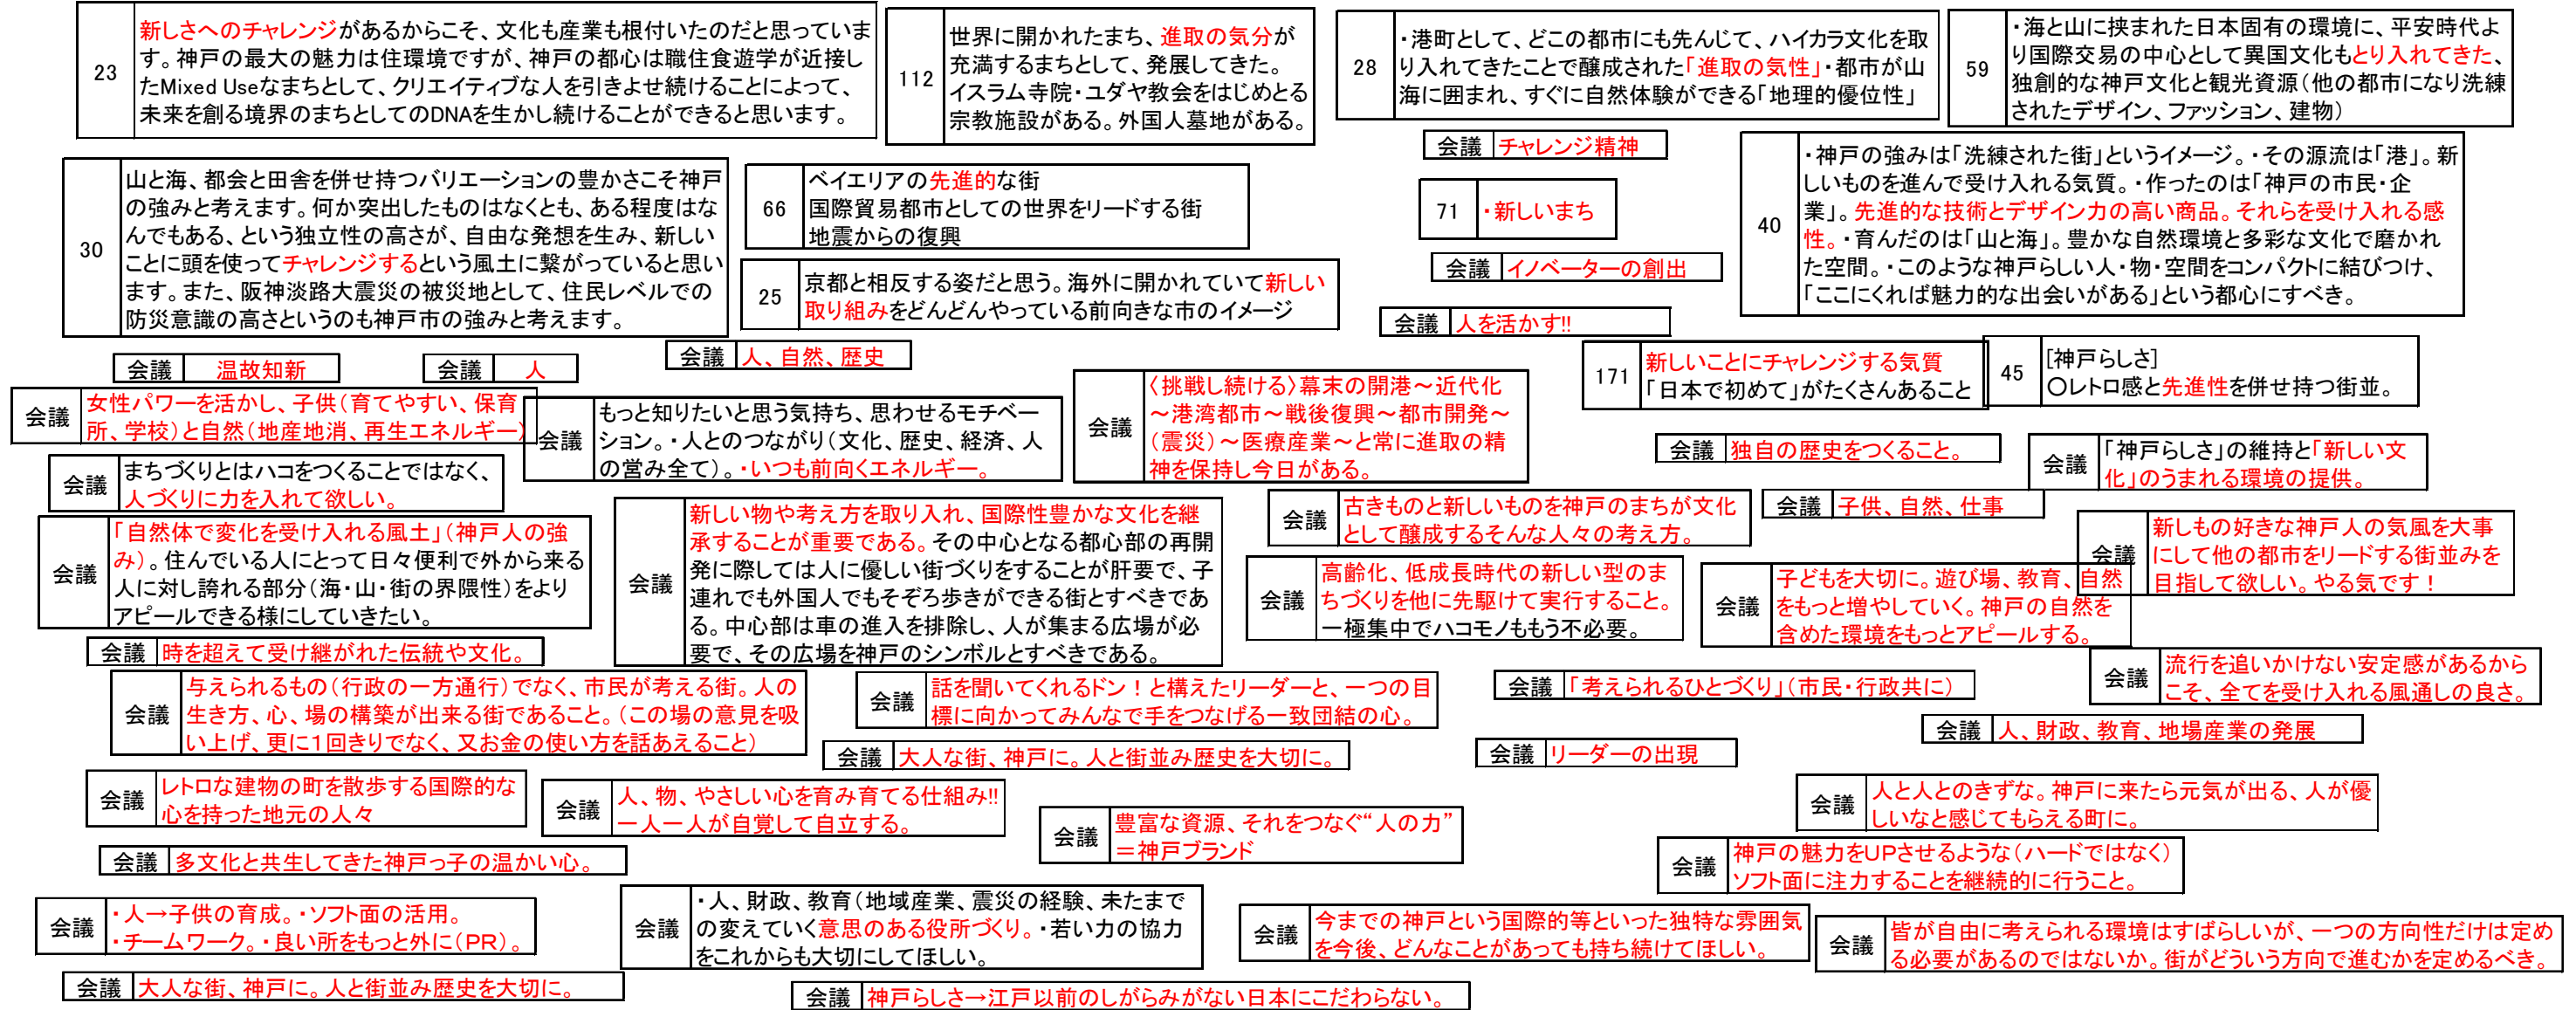 23
新しさへのチャレンジがあるからこそ、文化も産業も根付いたのだと思っていま
す。神戸の最大の魅力は住環境ですが、神戸の都心は職住食遊学が近接し
たMixed Useなまちとして、クリエイティブな人を引きよせ続けることによって、
未来を創る境界のまちとしてのDNAを生かし続けることができると思います。
112
世界に開かれたまち、進取の気分が
充満するまちとして、発展してきた。
イスラム寺院・ユダヤ教会をはじめとる
宗教施設がある。外国人墓地がある。
28
・港町として、どこの都市にも先んじて、ハイカラ文化を取
り入れてきたことで醸成された「進取の気性」・都市が山
海に囲まれ、すぐに自然体験ができる「地理的優位性」
59
・海と山に挟まれた日本固有の環境に、平安時代よ
り国際交易の中心として異国文化もとり入れてきた、
独創的な神戸文化と観光資源（他の都市になり洗練
されたデザイン、ファッション、建物）
会議 チャレンジ精神
30
山と海、都会と田舎を併せ持つバリエーションの豊かさこそ神戸
の強みと考えます。何か突出したものはなくとも、ある程度はな
んでもある、という独立性の高さが、自由な発想を生み、新しい
ことに頭を使ってチャレンジするという風土に繋がっていると思い
ます。また、阪神淡路大震災の被災地として、住民レベルでの
防災意識の高さというのも神戸市の強みと考えます。
66
ベイエリアの先進的な街
国際貿易都市としての世界をリードする街
地震からの復興
71 ・新しいまち
40
・神戸の強みは「洗練された街」というイメージ。・その源流は「港」。新
しいものを進んで受け入れる気質。・作ったのは「神戸の市民・企
業」。先進的な技術とデザイン力の高い商品。それらを受け入れる感
性。・育んだのは「山と海」。豊かな自然環境と多彩な文化で磨かれ
た空間。・このような神戸らしい人・物・空間をコンパクトに結びつけ、
「ここにくれば魅力的な出会いがある」という都心にすべき。
25
京都と相反する姿だと思う。海外に開かれていて新しい
取り組みをどんどんやっている前向きな市のイメージ
会議 イノベーターの創出
会議 人を活かす!!
会議 温故知新
会議 人
会議 人、自然、歴史
171
新しいことにチャレンジする気質
「日本で初めて」がたくさんあること
45
[神戸らしさ]
〇レトロ感と先進性を併せ持つ街並。
会議
女性パワーを活かし、子供（育てやすい、保育
所、学校）と自然（地産地消、再生エネルギー）
会議
もっと知りたいと思う気持ち、思わせるモチベー
ション。・人とのつながり（文化、歴史、経済、人
の営み全て）。・いつも前向くエネルギー。
会議
〈挑戦し続ける〉幕末の開港～近代化
～港湾都市～戦後復興～都市開発～
（震災）～医療産業～と常に進取の精
神を保持し今日がある。
会議 独自の歴史をつくること。
会議
「神戸らしさ」の維持と「新しい文
化」のうまれる環境の提供。
会議
まちづくりとはハコをつくることではなく、
人づくりに力を入れて欲しい。
会議
「自然体で変化を受け入れる風土」（神戸人の強
み）。住んでいる人にとって日々便利で外から来る
人に対し誇れる部分（海・山・街の界隈性）をより
アピールできる様にしていきたい。
会議
新しい物や考え方を取り入れ、国際性豊かな文化を継
承することが重要である。その中心となる都心部の再開
発に際しては人に優しい街づくりをすることが肝要で、子
連れでも外国人でもそぞろ歩きができる街とすべきであ
る。中心部は車の進入を排除し、人が集まる広場が必
要で、その広場を神戸のシンボルとすべきである。
会議
古きものと新しいものを神戸のまちが文化
として醸成するそんな人々の考え方。
会議 子供、自然、仕事
会議
新しもの好きな神戸人の気風を大事
にして他の都市をリードする街並みを
目指して欲しい。やる気です！
会議
高齢化、低成長時代の新しい型のま
ちづくりを他に先駆けて実行すること。
一極集中でハコモノももう不必要。
会議
子どもを大切に。遊び場、教育、自然
をもっと増やしていく。神戸の自然を
含めた環境をもっとアピールする。
会議 時を超えて受け継がれた伝統や文化。
会議
与えられるもの（行政の一方通行）でなく、市民が考える街。人の
生き方、心、場の構築が出来る街であること。（この場の意見を吸
い上げ、更に１回きりでなく、又お金の使い方を話あえること）
会議
話を聞いてくれるドン！と構えたリーダーと、一つの目
標に向かってみんなで手をつなげる一致団結の心。
会議 「考えられるひとづくり」（市民・行政共に）
会議
流行を追いかけない安定感があるから
こそ、全てを受け入れる風通しの良さ。
会議 人、財政、教育、地場産業の発展
会議 大人な街、神戸に。人と街並み歴史を大切に。
会議 リーダーの出現
会議
レトロな建物の町を散歩する国際的な
心を持った地元の人々
会議
人、物、やさしい心を育み育てる仕組み!!
一人一人が自覚して自立する。
会議
豊富な資源、それをつなぐ“人の力”
＝神戸ブランド
会議
人と人とのきずな。神戸に来たら元気が出る、人が優
しいなと感じてもらえる町に。
会議 多文化と共生してきた神戸っ子の温かい心。
会議
神戸の魅力をUPさせるような（ハードではなく）
ソフト面に注力することを継続的に行うこと。
会議
・人→子供の育成。・ソフト面の活用。
・チームワーク。・良い所をもっと外に（PR）。
会議
・人、財政、教育（地域産業、震災の経験、未たまで
の変えていく意思のある役所づくり。・若い力の協力
をこれからも大切にしてほしい。
会議
今までの神戸という国際的等といった独特な雰囲気
を今後、どんなことがあっても持ち続けてほしい。
会議
皆が自由に考えられる環境はすばらしいが、一つの方向性だけは定め
る必要があるのではないか。街がどういう方向で進むかを定めるべき。
会議 大人な街、神戸に。人と街並み歴史を大切に。
会議 神戸らしさ→江戸以前のしがらみがない日本にこだわらない。